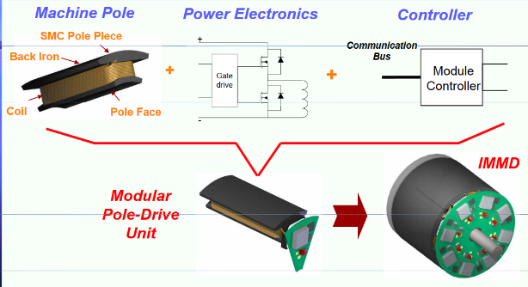 Machine Pole
Power Electronics
Controller
SMC Pole Piece
Back Iron
Coil
Pole Face
+
+
-
Gate
drive
+
Communication
Bus
Module
Controller
Modular
Pole-Drive
Unit
IMMD